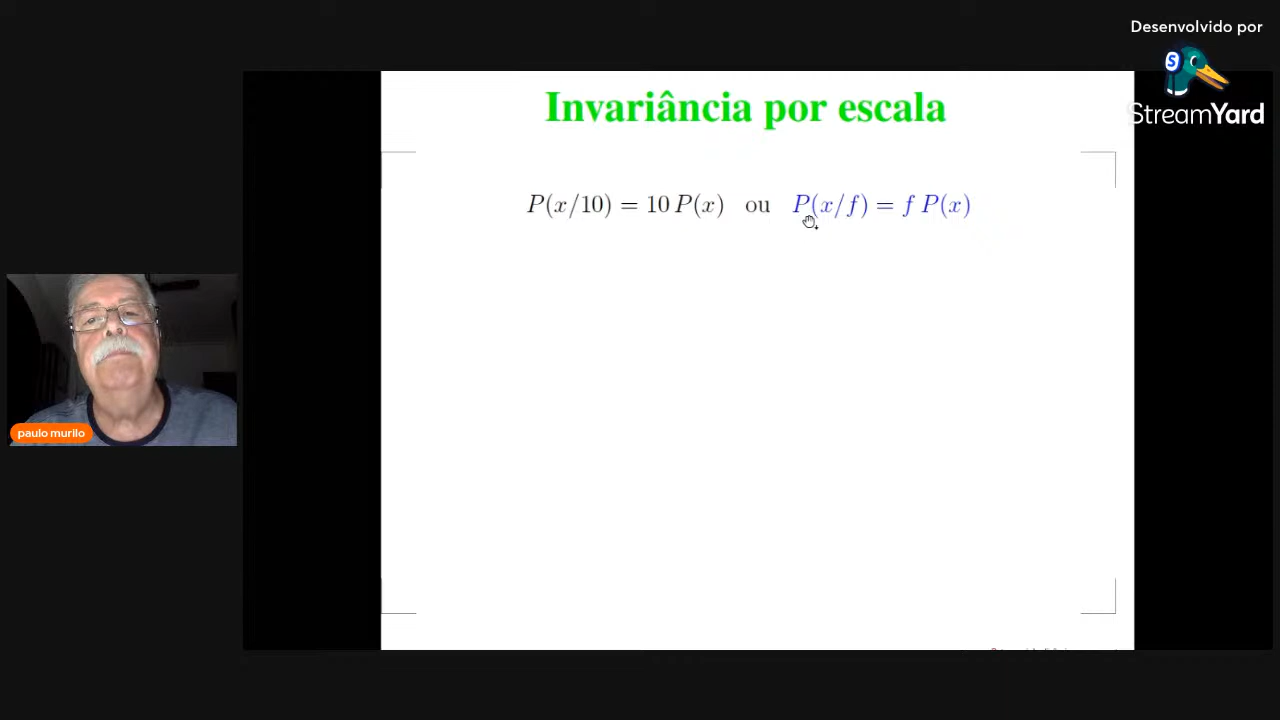 Desenvolvido por
StreamYard
Invariância por escala
P(x/10) = 10 P(x) ou P(x/f) = f P(x)
paulo murilo